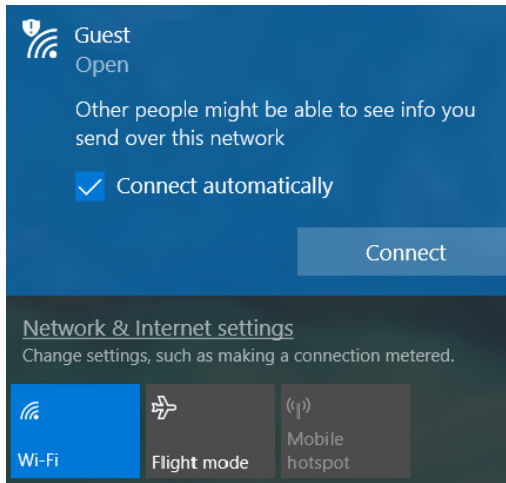 Guest
Open
Other people might be able to see info you
send over this network
Connect automatically
Connect
Network & Internet settings
Change settings, such as making a connection metered.
Wi-Fi
Flight mode
Mobile
hotspot